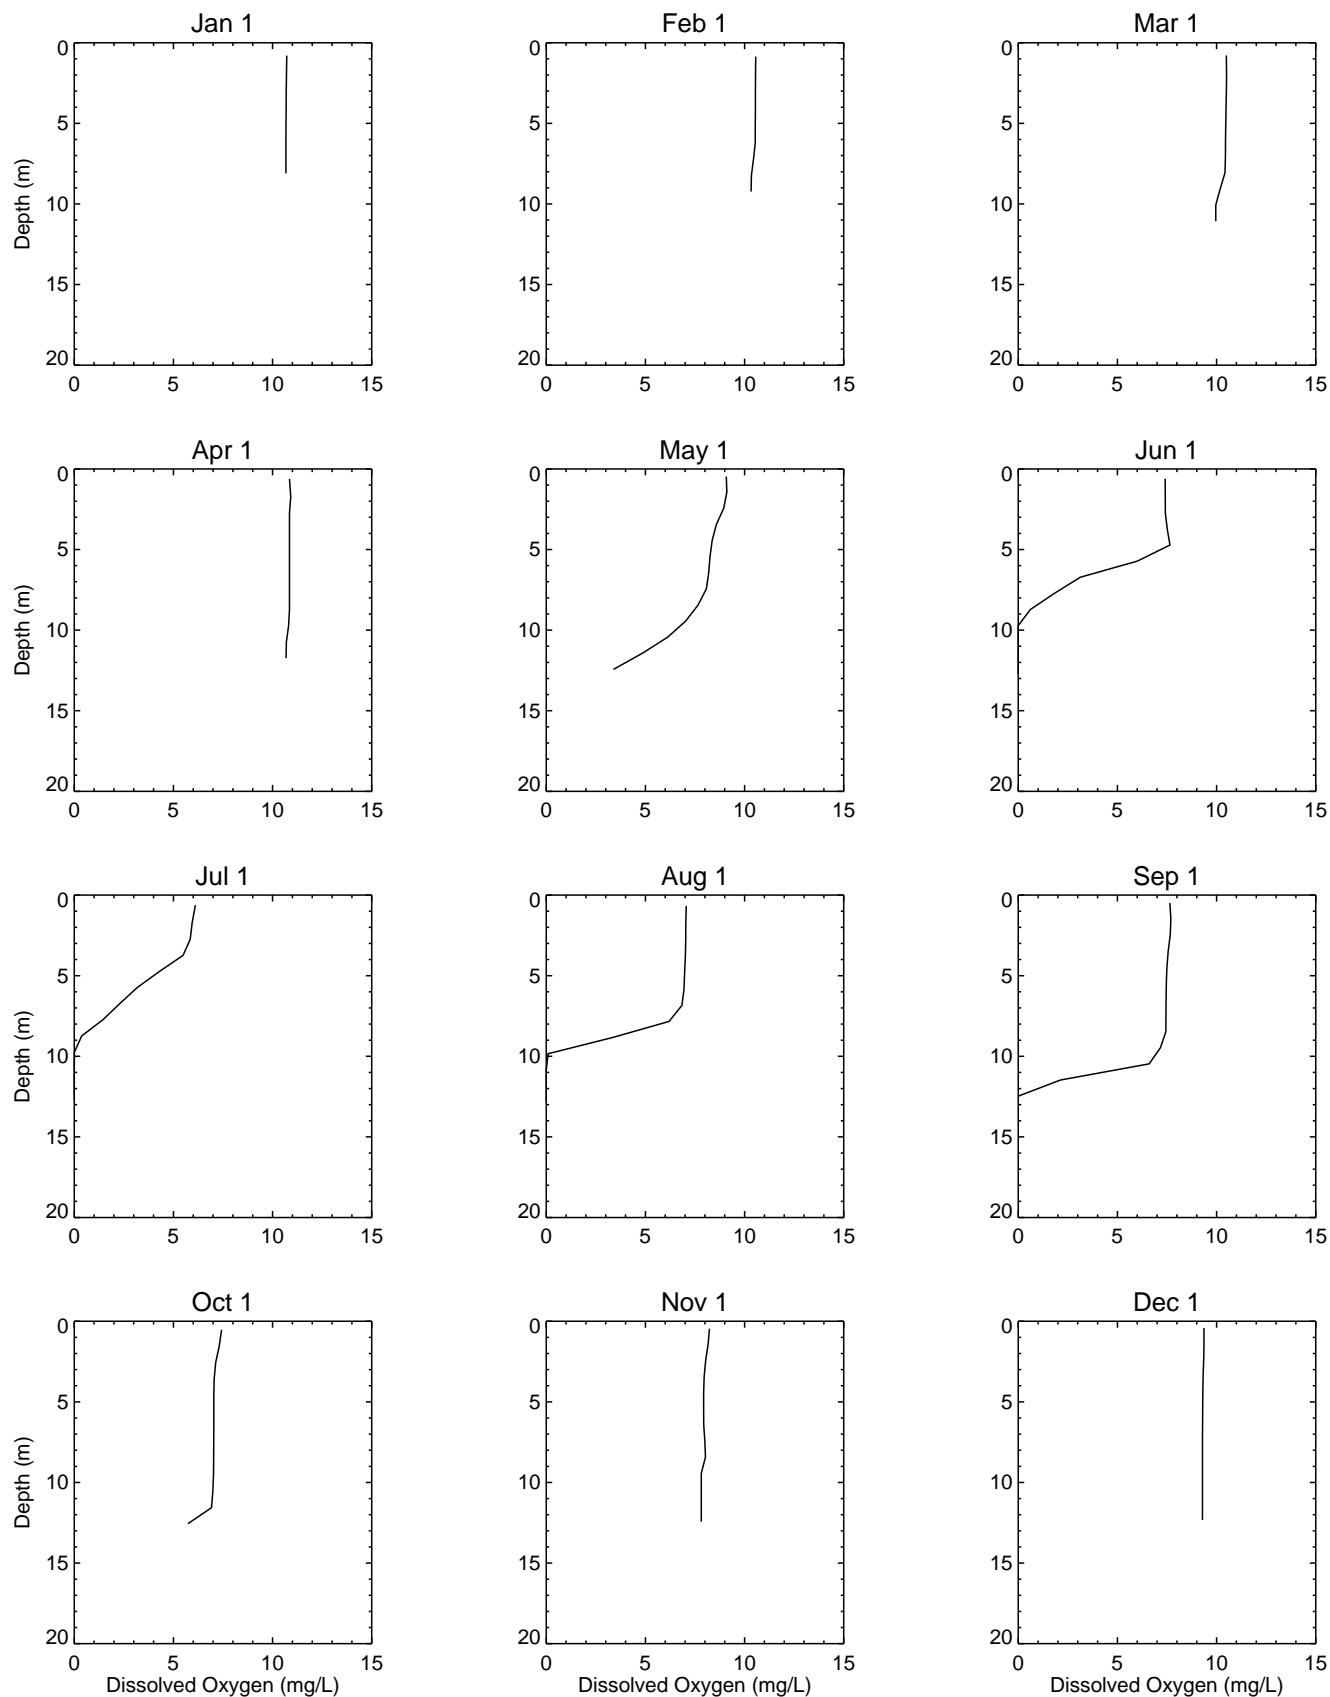 Jan 1 Feb 1 Mar 1
0 0 0
5 5 5
Depth (m)
10 10 10
15 15 15
20 20 20
0 5 10 15 0 5 10 15 0 5 10 15
Apr 1 May 1 Jun 1
0 0 0
5 5 5
Depth (m)
10 10 10
15 15 15
20 20 20
0 5 10 15 0 5 10 15 0 5 10 15
Jul 1 Aug 1 Sep 1
0 0 0
5 5 5
Depth (m)
10 10 10
15 15 15
20 20 20
0 5 10 15 0 5 10 15 0 5 10 15
Oct 1 Nov 1 Dec 1
0 0 0
5 5 5
Depth (m)
10 10 10
15 15 15
20 20 20
0 5 10 15 0 5 10 15 0 5 10 15
Dissolved Oxygen (mg/L) Dissolved Oxygen (mg/L) Dissolved Oxygen (mg/L)